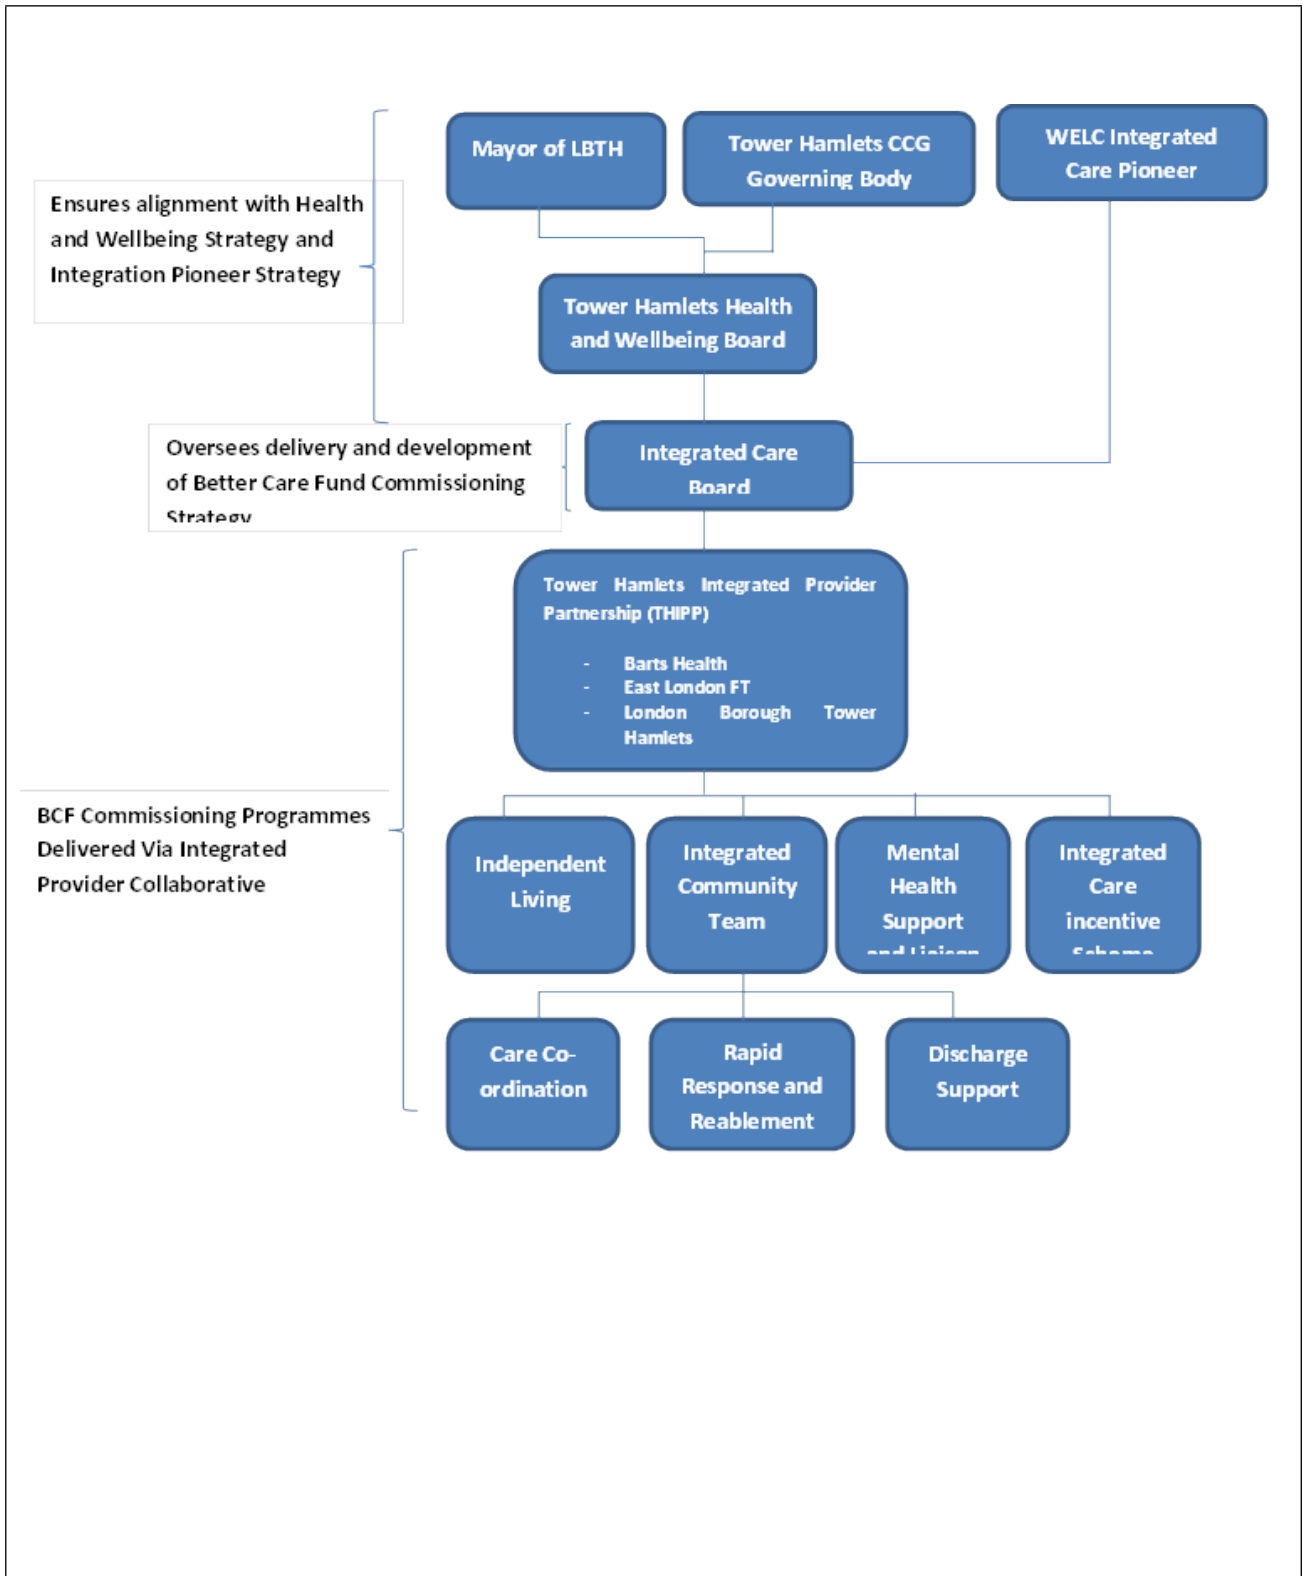 Mayor of LBTH
Tower Hamlets CCG
Governing Body
WELC Integrated
Care Pioneer
Ensures alignment with Health
and Wellbeing Strategy and
Integration Pioneer Strategy
Tower Hamlets Health
and Wellbeing Board
Oversees delivery and development
of Better Care Fund Commissioning
Strategy
Integrated Care
Board
Tower Hamlets Integrated Provider
Partnership (THIPP)
- Barts Health
- East London FT
- London Borough Tower
Hamlets
BCF Commissioning Programmes
Delivered Via Integrated
Provider Collaborative
Independent
Living
Integrated
Community
Team
Mental
Health
Support
and Liaison
Integrated
Care
incentive
Scheme
Care Co-
ordination
Rapid
Response and
Reablement
Discharge
Support